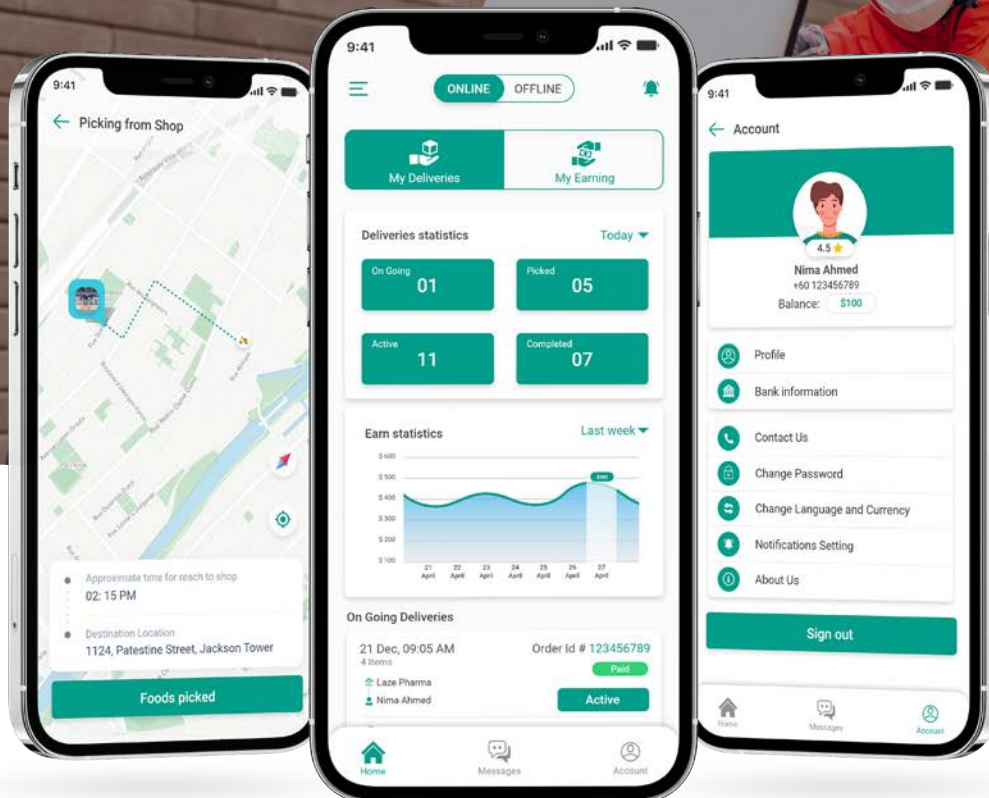 9:41
Picking from Shop
Approximate time for reach to shop
02: 15 PM
Destination Location
1124, Patestine Street, Jackson Tower
Foods picked
9:41
ONLINE
OFFLINE
My Deliveries
My Earning
Deliveries statistics
Today
On Going
01
Picked
05
Active
11
Completed
07
Earn statistics
Last week
$ 600
$ 500
$ 400
$ 300
$ 200
$ 100
21 22 23 24 25 26 27
April April April April April April April
On Going Deliveries
21 Dec, 09:05 AM
Order Id # 123456789
4 Items
Paid
Laze Pharma
Nima Ahmed
Active
Home
Messages
Account
9:41
Account
4.5
Nima Ahmed
+60 123456789
Balance: $100
Profile
Bank information
Contact Us
Change Password
Change Language and Currency
Notifications Setting
About Us
Sign out
Home
Messages
Account